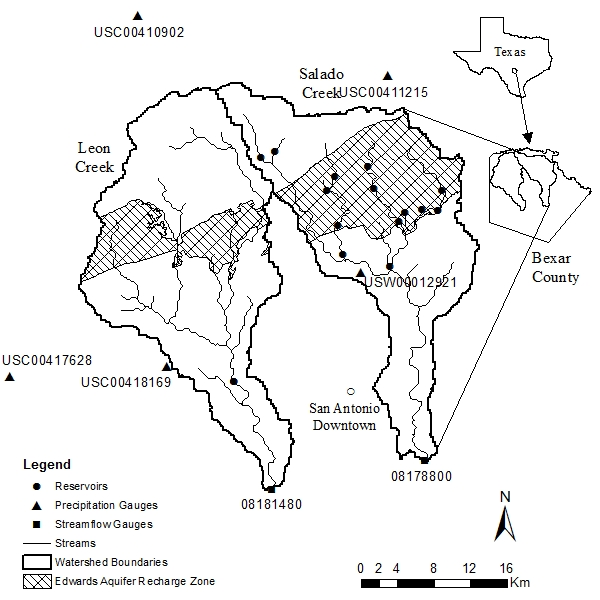 USC00410902
Salado
Creek
USC00411215
Texas
Leon
Creek
Bexar
County
USW00012921
USC00417628
USC00418169
San Antonio
Downtown
08178800
08181480
Legend
Reservoirs
Precipitation Gauges
Streamflow Gauges
Streams
Watershed Boundaries
Edwards Aquifer Recharge Zone
N
0 2 4 8 12 16
Km